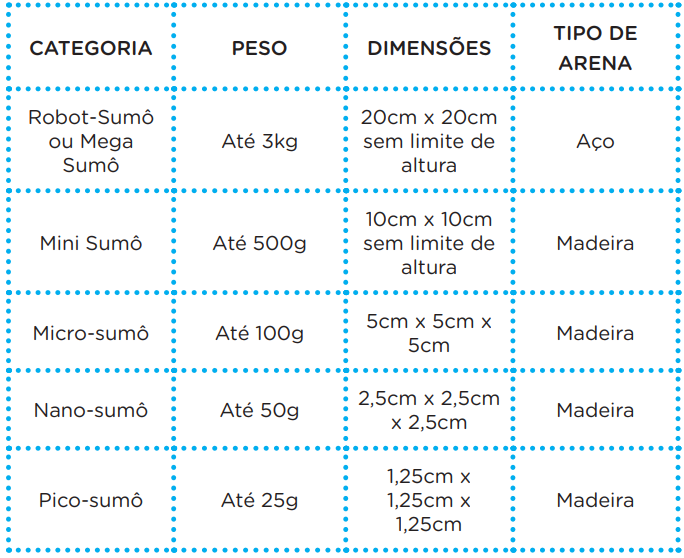 CATEGORIA PESO DIMENSÕES TIPO DE
ARENA
Robot-Sumô
ou Mega
Sumô
Até 3kg
20cm x 20cm
sem limite de
altura
Aço
Mini Sumô
Até 500g
10cm x 10cm
sem limite de
altura
Madeira
Micro-sumô
Até 100g
5cm x 5cm x
5cm
Madeira
Nano-sumô
Até 50g
2,5cm x 2,5cm
x 2,5cm
Madeira
Pico-sumô
Até 25g
1,25cm x
1,25cm x
1,25cm
Madeira